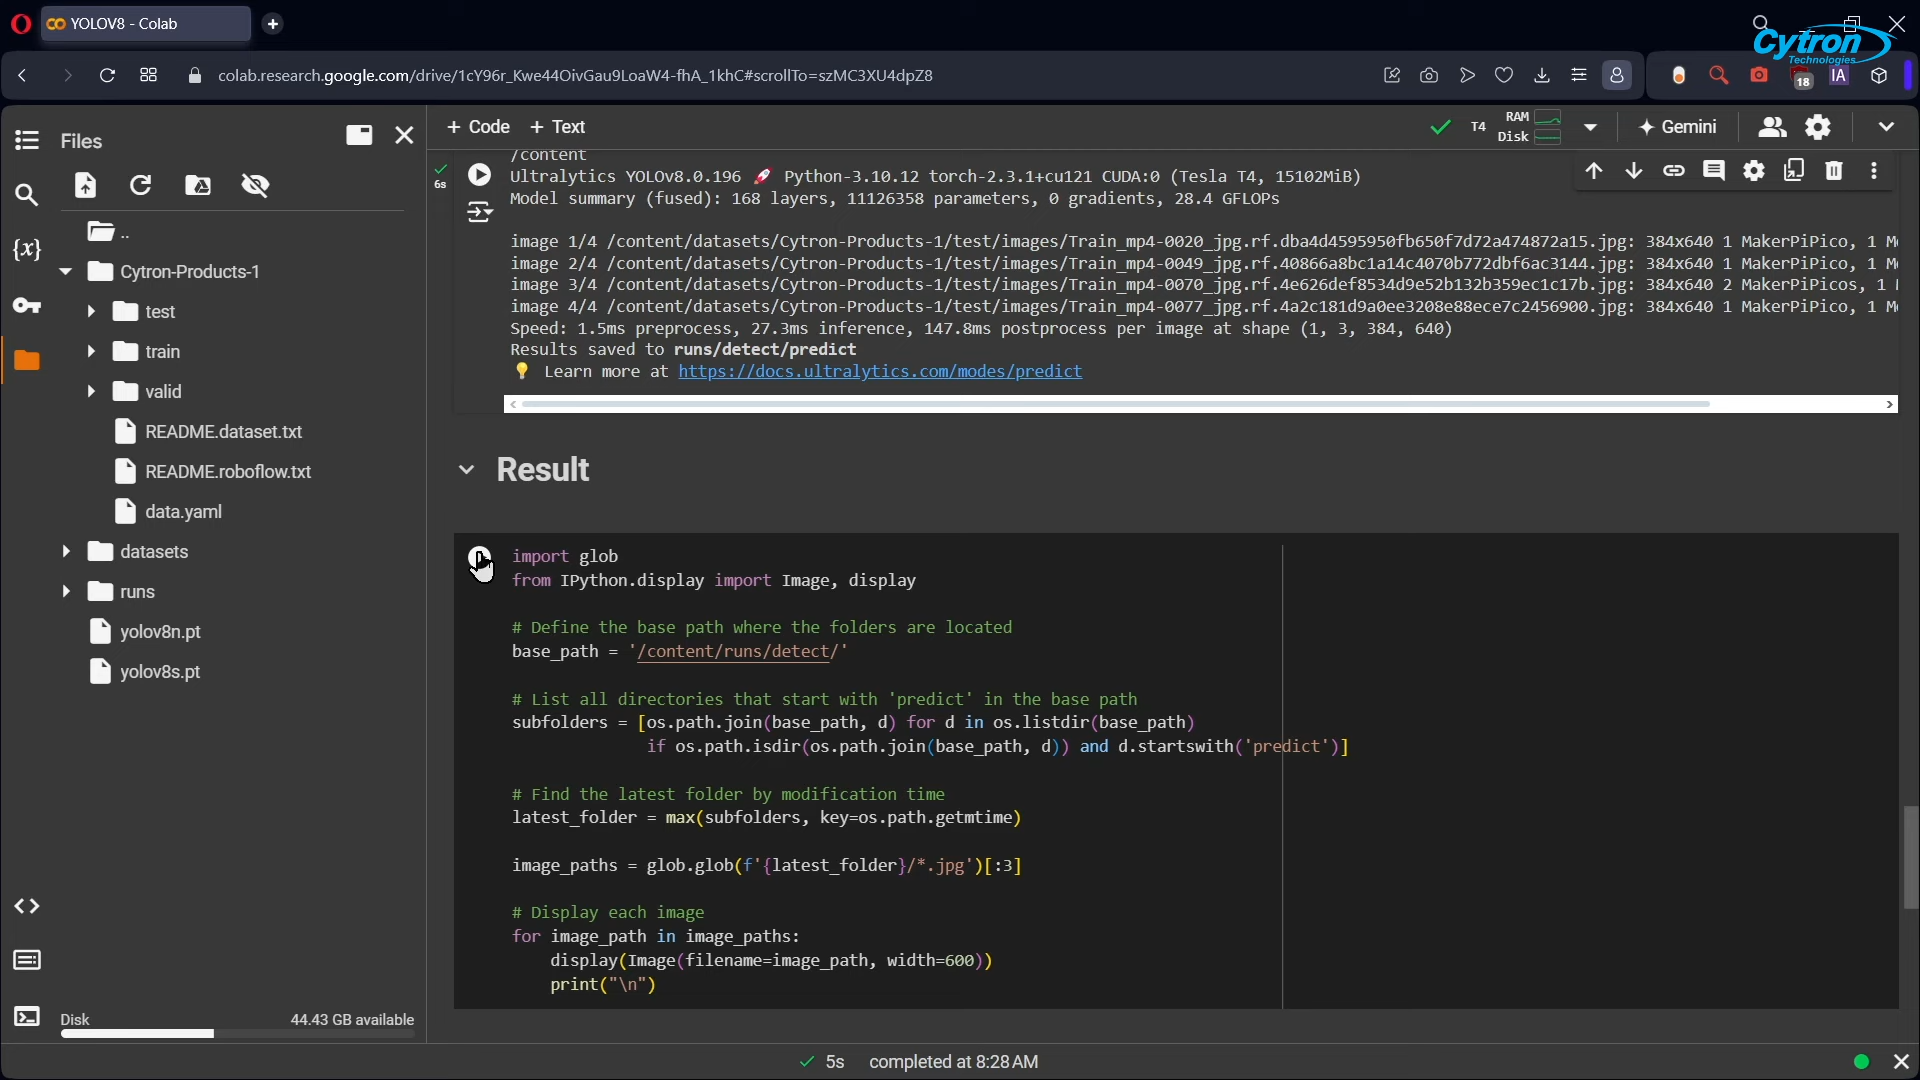 YOLOV8 - Colab
Cytron
Technologies
colab.research.google.com/drive/1cY96r_Kwe44OivGau9LoaW4-fhA_1khC#scrollTo=szMC3XU4dpZ8
18
IA
Files
+ Code + Text
T4
RAM
Disk
Gemini
..
Cytron-Products-1
test
train
valid
README.dataset.txt
README.roboflow.txt
data.yaml
datasets
runs
yolov8n.pt
yolov8s.pt
Disk 44.43 GB available
{x}
6s
/content
Ultralytics YOLOv8.0.196 🚀 Python-3.10.12 torch-2.3.1+cu121 CUDA:0 (Tesla T4, 15102MiB)
Model summary (fused): 168 layers, 11126358 parameters, 0 gradients, 28.4 GFLOPs
image 1/4 /content/datasets/Cytron-Products-1/test/images/Train_mp4-0020_jpg.rf.dba4d4595950fb650f7d72a474872a15.jpg: 384x640 1 MakerPiPico, 1
image 2/4 /content/datasets/Cytron-Products-1/test/images/Train_mp4-0049_jpg.rf.40866a8bc1a14c4070b772dbf6ac3144.jpg: 384x640 1 MakerPiPico, 1
image 3/4 /content/datasets/Cytron-Products-1/test/images/Train_mp4-0070_jpg.rf.4e626def8534d9e52b132b359ec1c17b.jpg: 384x640 2 MakerPiPicos, 1
image 4/4 /content/datasets/Cytron-Products-1/test/images/Train_mp4-0077_jpg.rf.4a2c181d9a0ee3208e88ece7c2456900.jpg: 384x640 1 MakerPiPico, 1
Speed: 1.5ms preprocess, 27.3ms inference, 147.8ms postprocess per image at shape (1, 3, 384, 640)
Results saved to runs/detect/predict
💡 Learn more at https://docs.ultralytics.com/modes/predict
Result
import glob
from IPython.display import Image, display
# Define the base path where the folders are located
base_path = '/content/runs/detect/'
# List all directories that start with 'predict' in the base path
subfolders = [os.path.join(base_path, d) for d in os.listdir(base_path)
if os.path.isdir(os.path.join(base_path, d)) and d.startswith('predict')]
# Find the latest folder by modification time
latest_folder = max(subfolders, key=os.path.getmtime)
image_paths = glob.glob(f'{latest_folder}/*.jpg')[:3]
# Display each image
for image_path in image_paths:
display(Image(filename=image_path, width=600))
print("\n")
5s completed at 8:28 AM